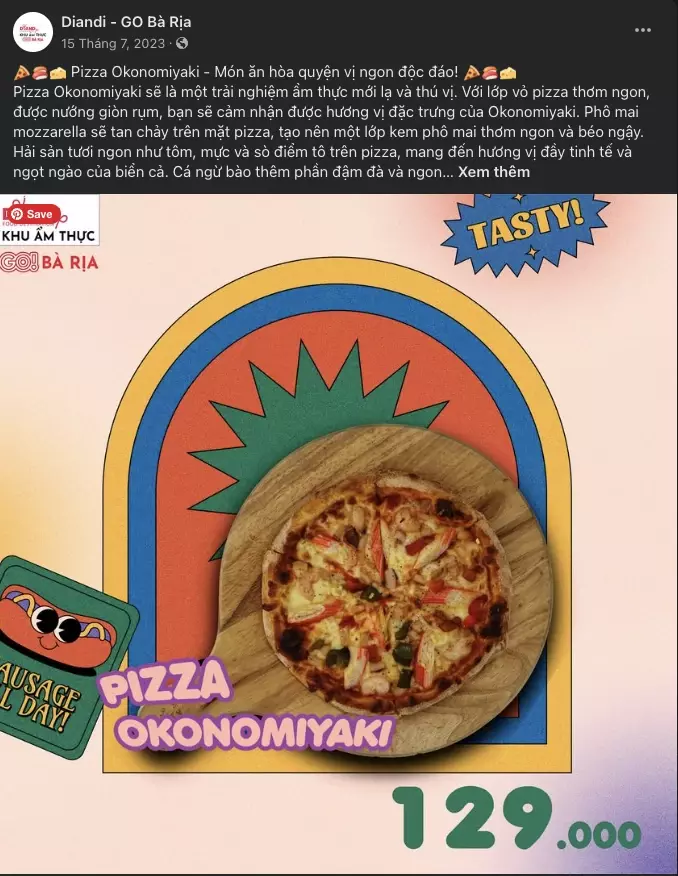 Diandi - GO Bà Rịa
15 Tháng 7, 2023 ·
🍕🍣🧀 Pizza Okonomiyaki - Món ăn hòa quyện vị ngon độc đáo! 🍕🍣🧀
Pizza Okonomiyaki sẽ là một trải nghiệm ẩm thực mới lạ và thú vị. Với lớp vỏ pizza thơm ngon,
được nướng giòn rụm, bạn sẽ cảm nhận được hương vị đặc trưng của Okonomiyaki. Phô mai
mozzarella sẽ tan chảy trên mặt pizza, tạo nên một lớp kem phô mai thơm ngon và béo ngậy.
Hải sản tươi ngon như tôm, mực và sò điểm tô trên pizza, mang đến hương vị đầy tinh tế và
ngọt ngào của biển cả. Cá ngừ bào thêm phần đậm đà và ngon... Xem thêm
Save
KHU ẨM THỰC
GO! BÀ RỊA
TASTY!
AUSAGE
L DAY!
PIZZA
OKONOMIYAKI
129.000